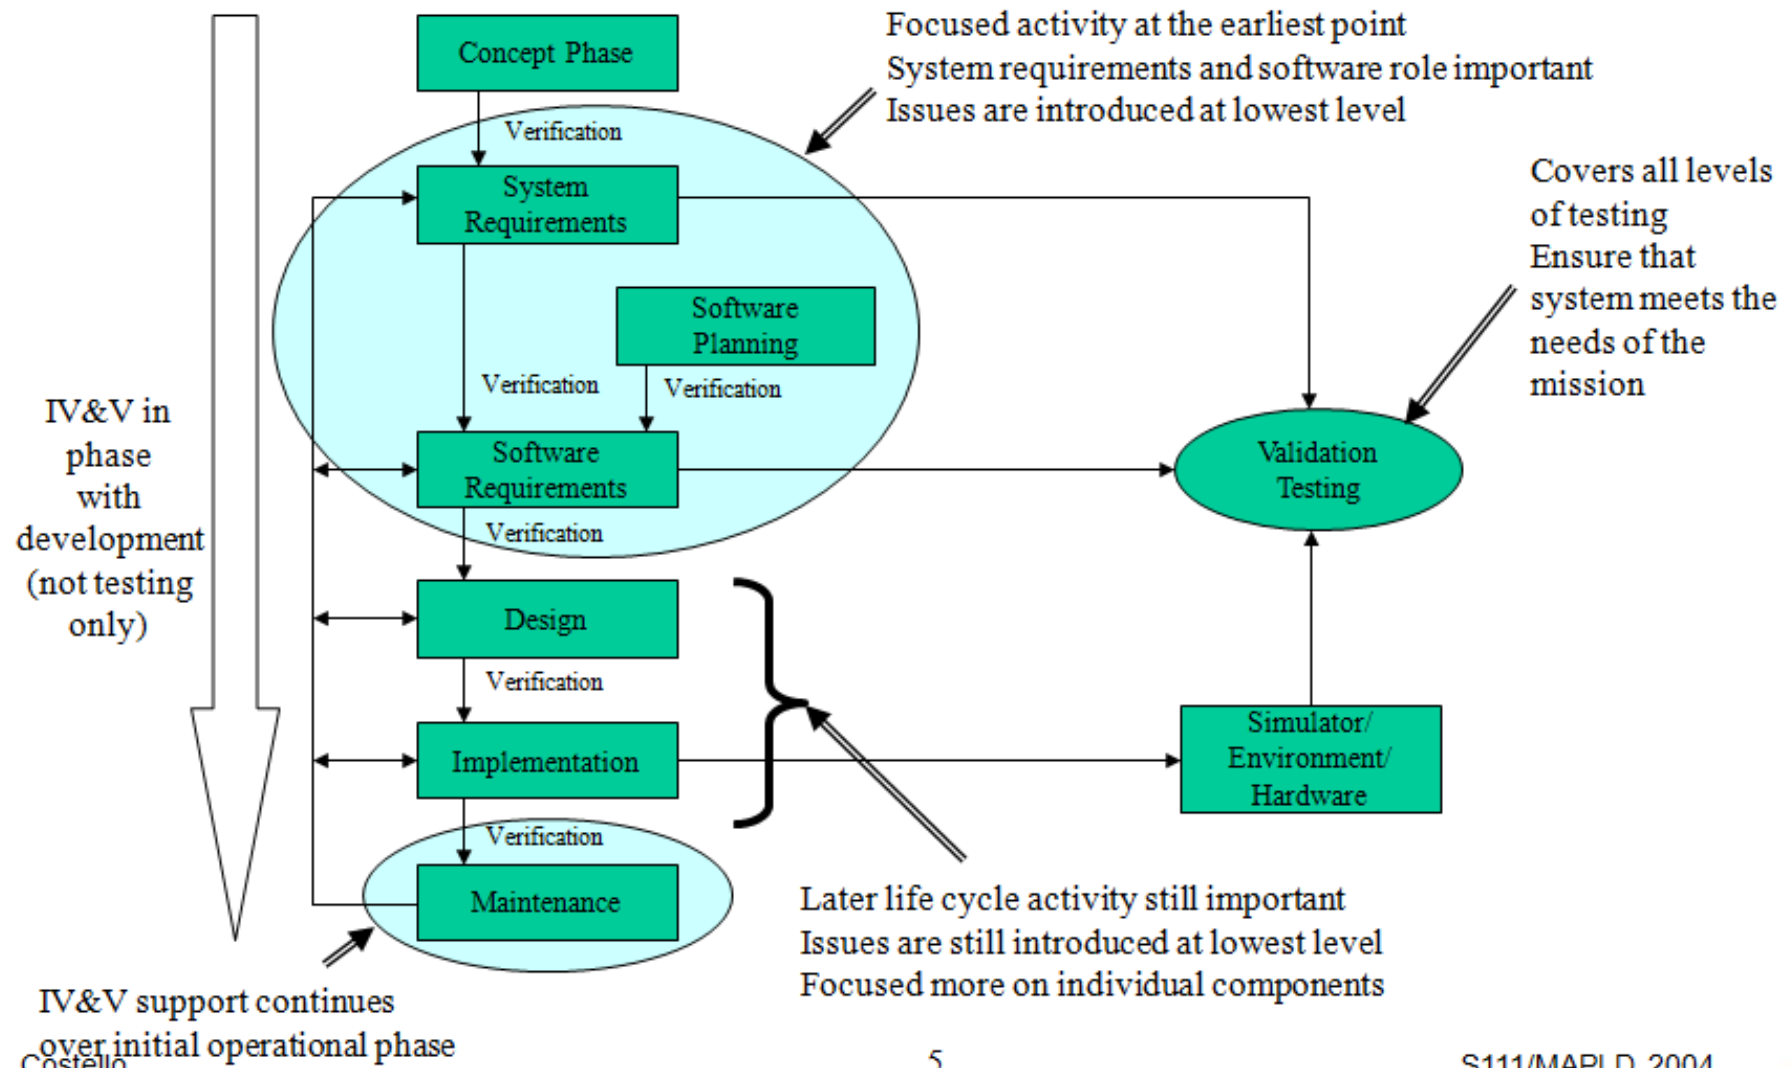 Concept Phase
Focused activity at the earliest point
System requirements and software role important
Issues are introduced at lowest level
Verification
System
Requirements
Covers all levels
of testing
Ensure that
system meets the
needs of the
mission
Software
Planning
Verification
Verification
IV&V in
phase
with
development
(not testing
only)
Software
Requirements
Validation
Testing
Verification
Design
Verification
Implementation
Simulator/
Environment/
Hardware
Verification
Maintenance
Later life cycle activity still important
Issues are still introduced at lowest level
Focused more on individual components
IV&V support continues
over initial operational phase
Costello
5
S111/MAPLD 2004